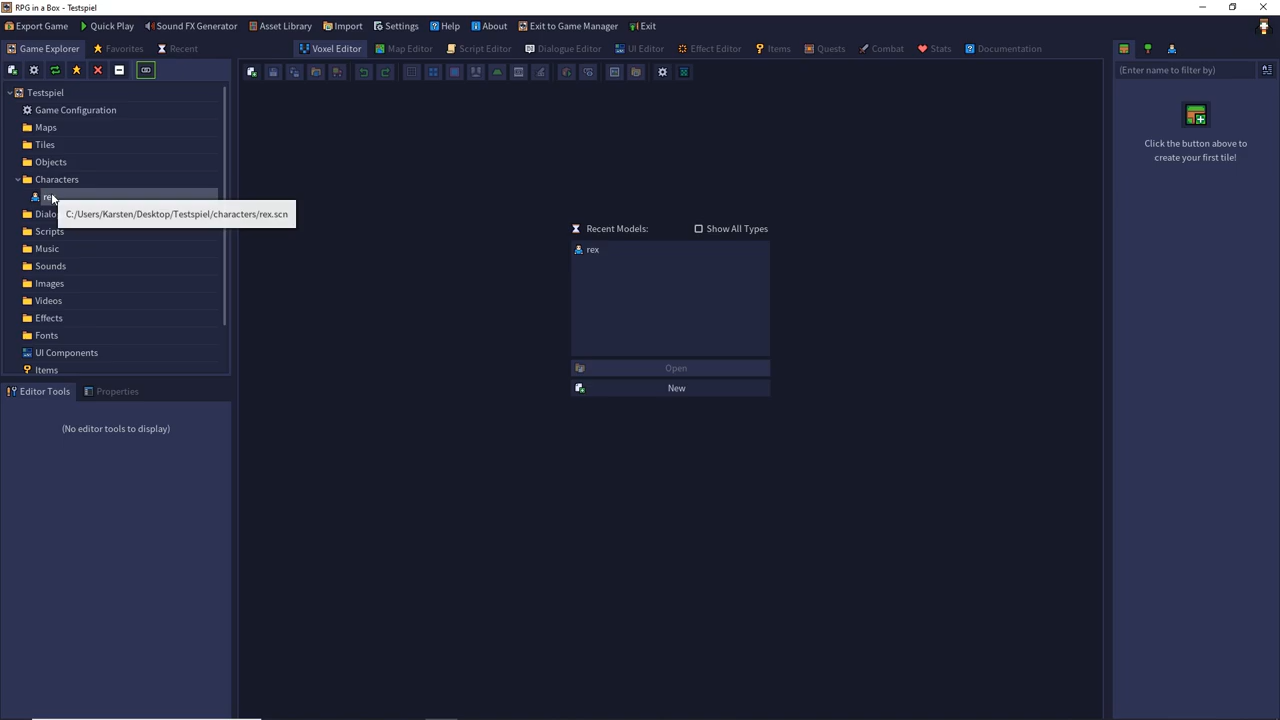 RPG in a Box - Testspiel
Export Game Quick Play Sound FX Generator Asset Library Import Settings Help About Exit to Game Manager Exit
Game Explorer Favorites Recent Voxel Editor Map Editor Script Editor Dialogue Editor UI Editor Effect Editor Items Quests Combat Stats Documentation
(Enter name to filter by)
Testspiel
Game Configuration
Maps
Tiles
Objects
Characters
C:/Users/Karsten/Desktop/Testspiel/characters/rex.scn
Scripts
Music
Sounds
Images
Videos
Effects
Fonts
UI Components
Items
Editor Tools Properties
(No editor tools to display)
Recent Models: Show All Types
rex
Open
New
Click the button above to
create your first tile!